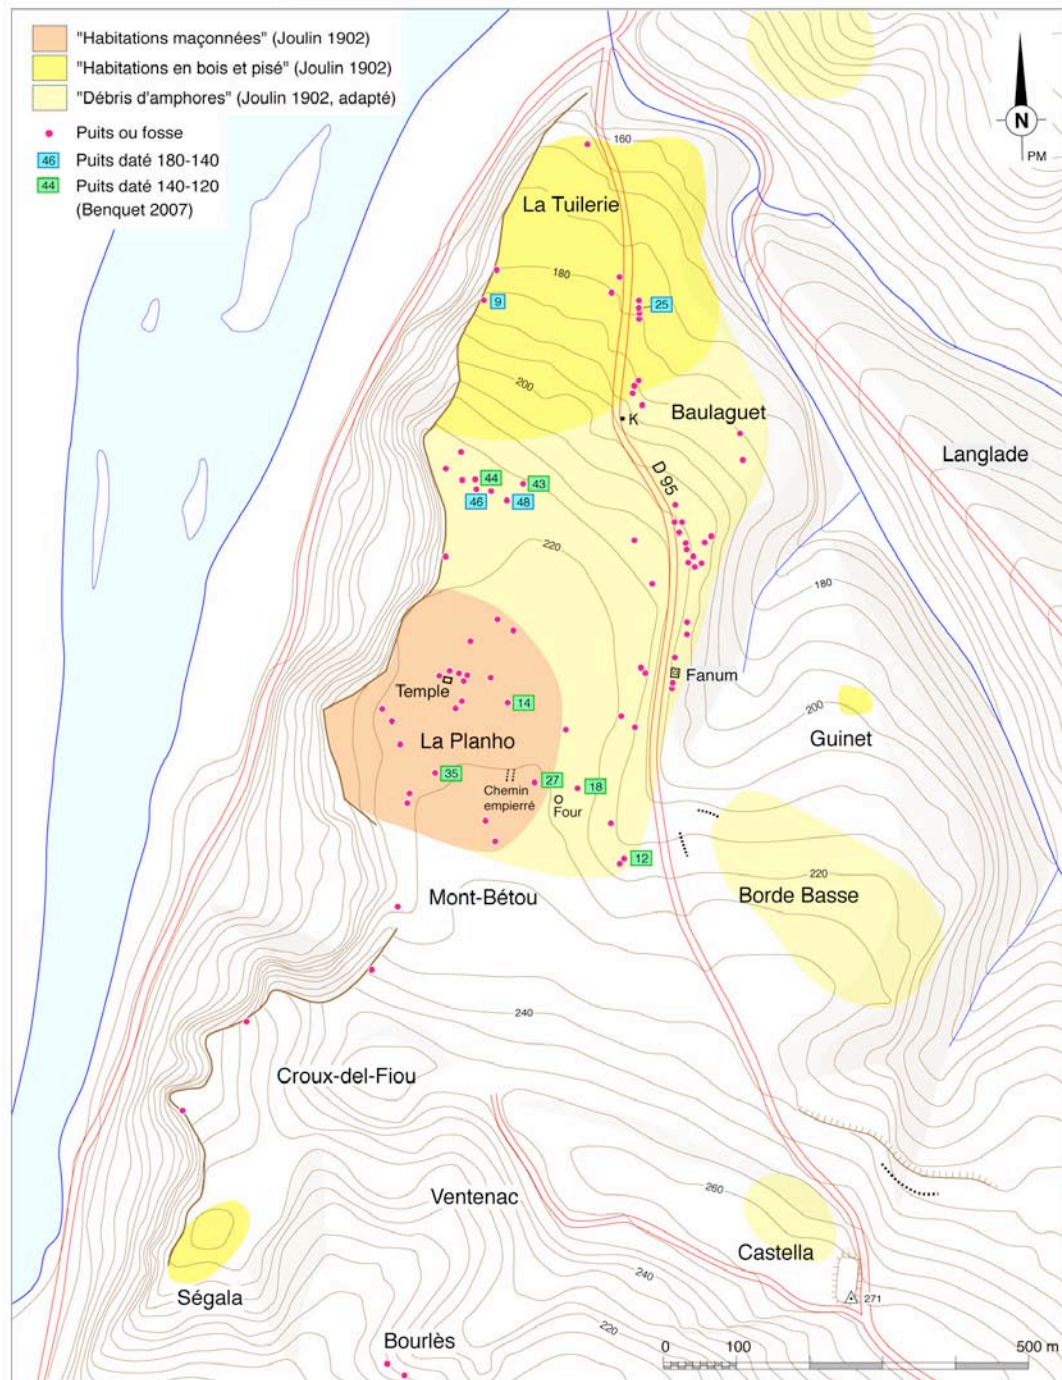 "Habitations maçonnées" (Joulin 1902)
"Habitations en bois et pisé" (Joulin 1902)
"Débris d'amphores" (Joulin 1902, adapté)
Puits ou fosse
46 Puits daté 180-140
44 Puits daté 140-120
(Benquet 2007)
N
PM
160
La Tuilerie
180
9
25
200
Baulaguet
K
Langlade
D 95
44
43
46
48
220
180
Temple
Fanum
14
200
La Planho
Guinet
35
Chemin
empierré
27
18
Four
12
220
Mont-Bétou
Borde Basse
240
Croux-del-Fiou
Ventenac
260
Castella
240
271
Ségala
220
Bourlès
0 100 500 m